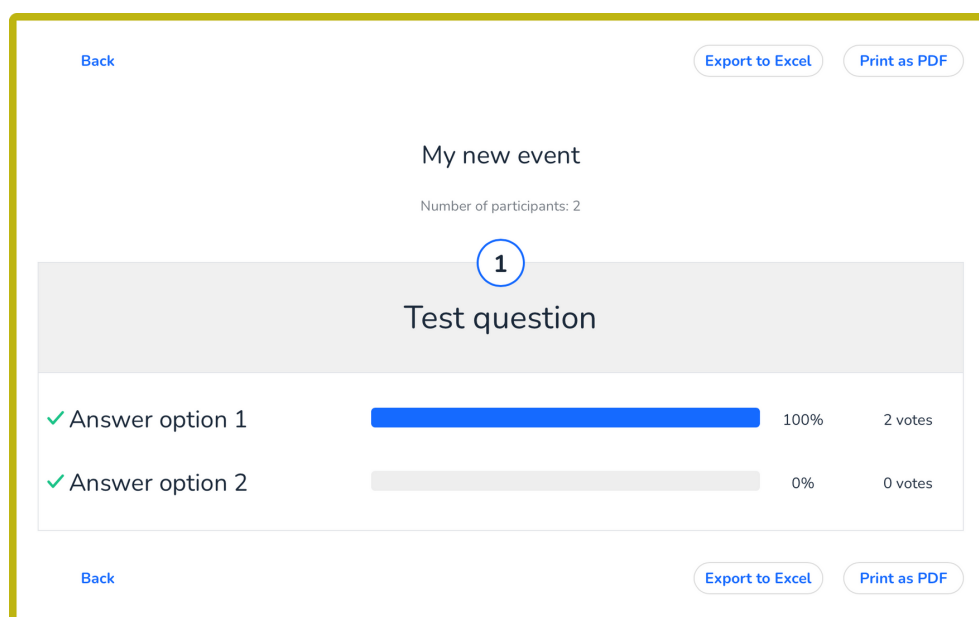 Back Export to Excel Print as PDF
My new event
Number of participants: 2
1
Test question
Answer option 1 100% 2 votes
Answer option 2 0% 0 votes
Back Export to Excel Print as PDF